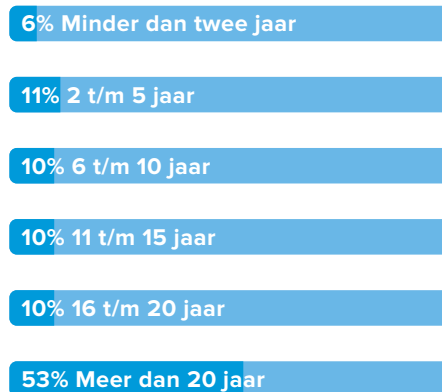 6% Minder dan twee jaar
11% 2 t/m 5 jaar
10% 6 t/m 10 jaar
10% 11 t/m 15 jaar
10% 16 t/m 20 jaar
53% Meer dan 20 jaar